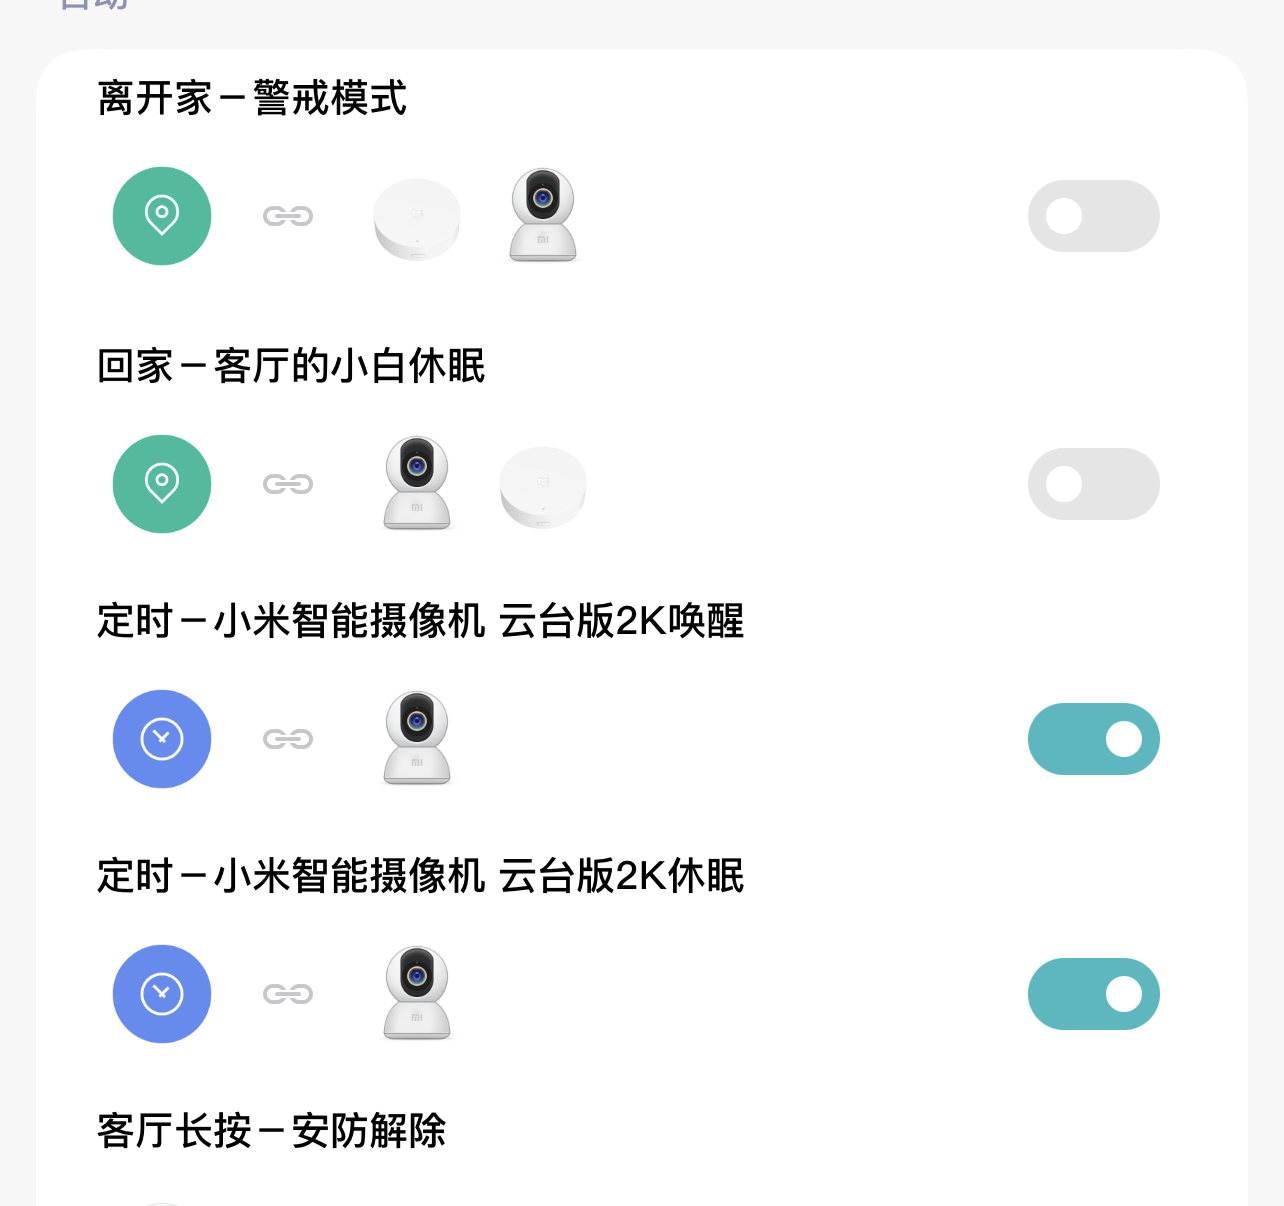 自动
离开家－警戒模式
回家－客厅的小白休眠
定时－小米智能摄像机 云台版2K唤醒
定时－小米智能摄像机 云台版2K休眠
客厅长按－安防解除